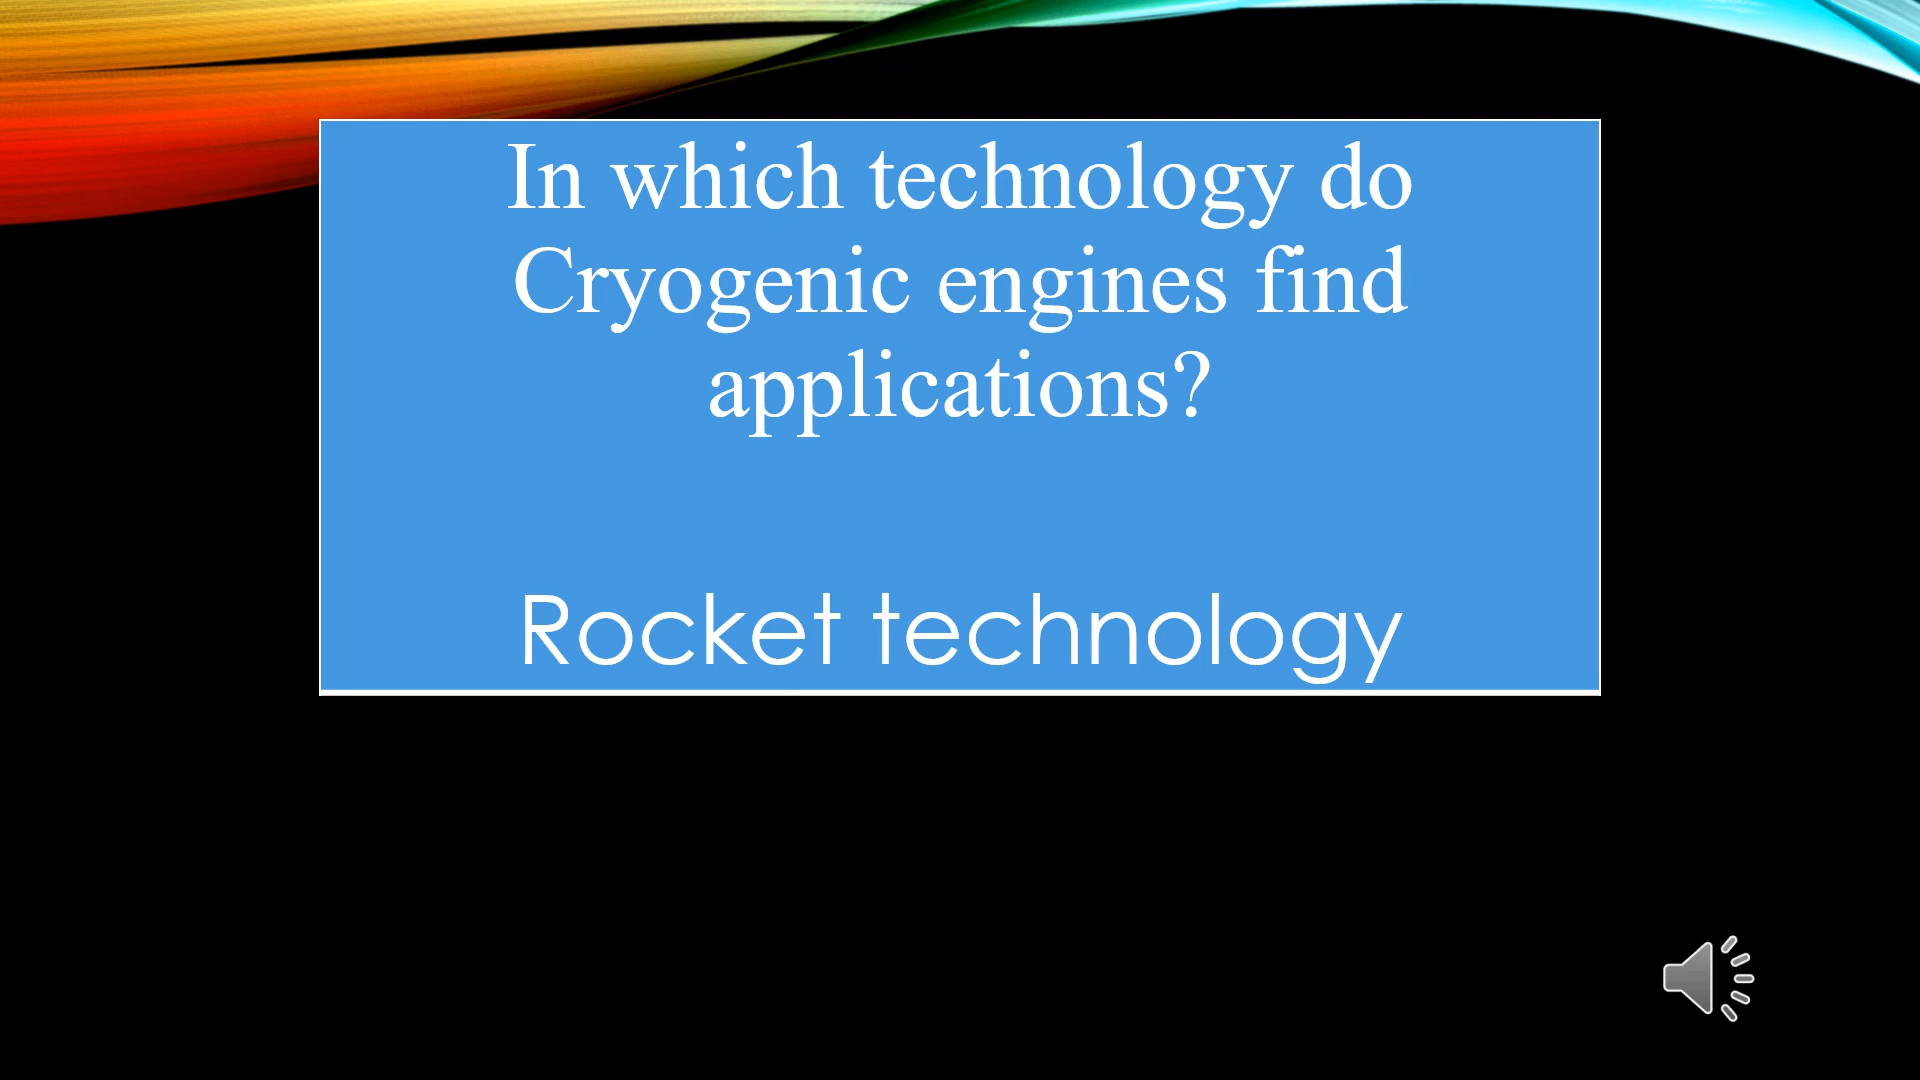 In which technology do
Cryogenic engines find
applications?
Rocket technology